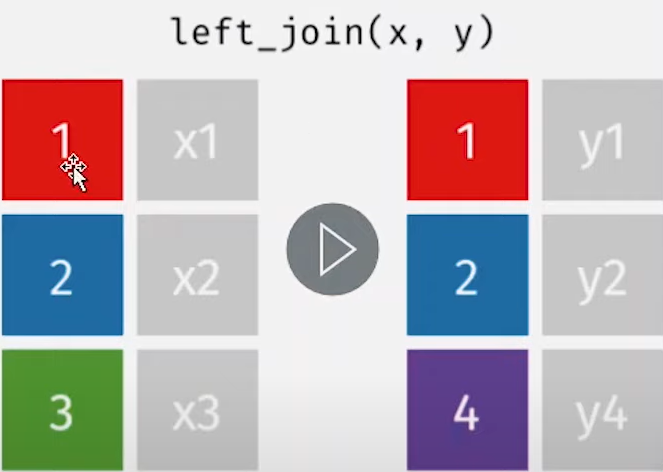 left_join(x, y)
1 x1 1 y1
2 x2 2 y2
3 x3 4 y4